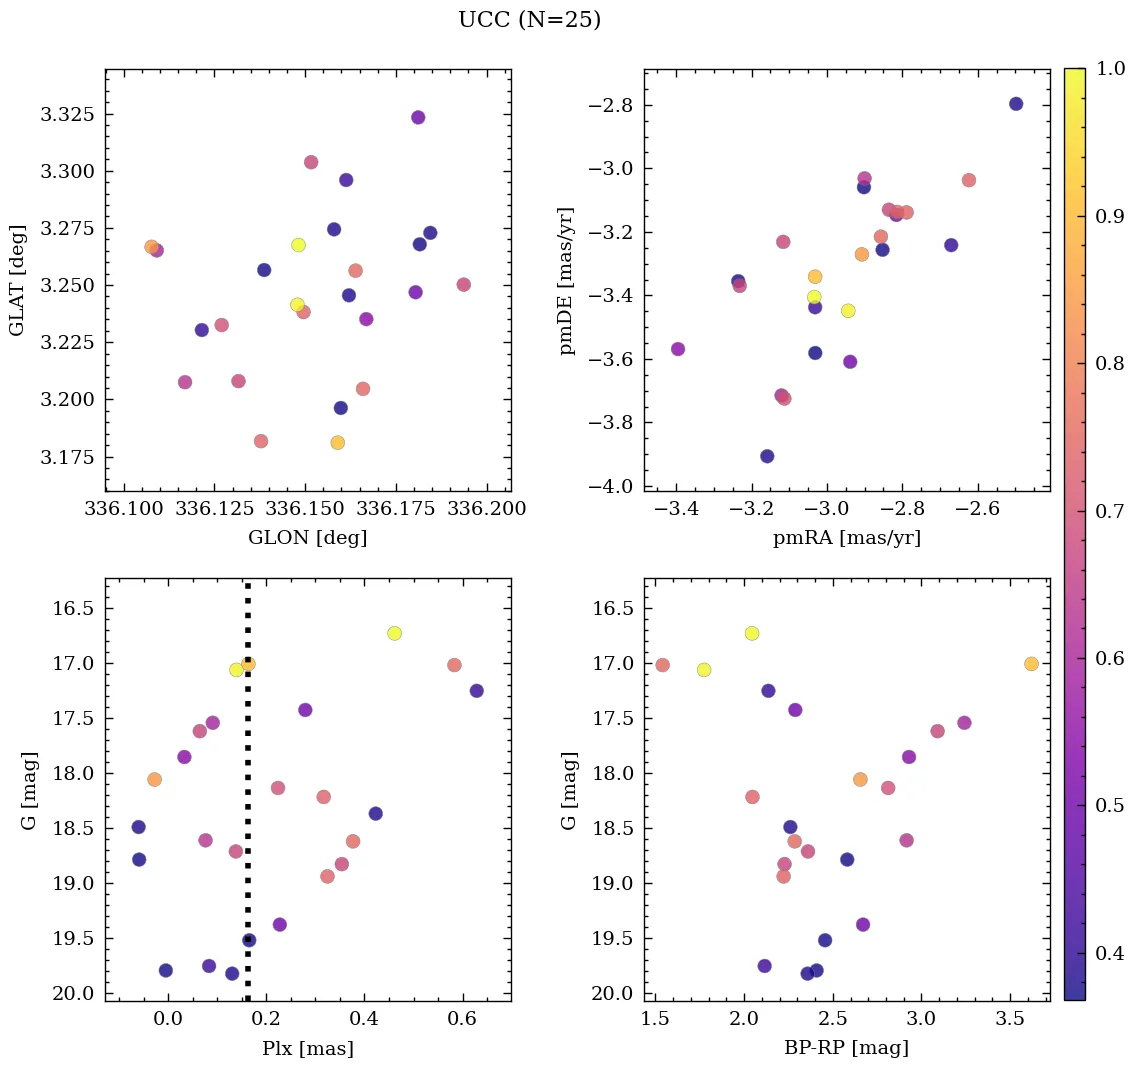 UCC (N=25)
3.325
3.300
3.275
3.250
3.225
3.200
3.175
GLAT [deg]
336.100 336.125 336.150 336.175 336.200
GLON [deg]
−2.8
−3.0
−3.2
−3.4
−3.6
−3.8
−4.0
pmDE [mas/yr]
−3.4 −3.2 −3.0 −2.8 −2.6
pmRA [mas/yr]
1.0
0.9
0.8
0.7
0.6
0.5
0.4
16.5
17.0
17.5
18.0
18.5
19.0
19.5
20.0
G [mag]
0.0 0.2 0.4 0.6
Plx [mas]
16.5
17.0
17.5
18.0
18.5
19.0
19.5
20.0
G [mag]
1.5 2.0 2.5 3.0 3.5
BP-RP [mag]